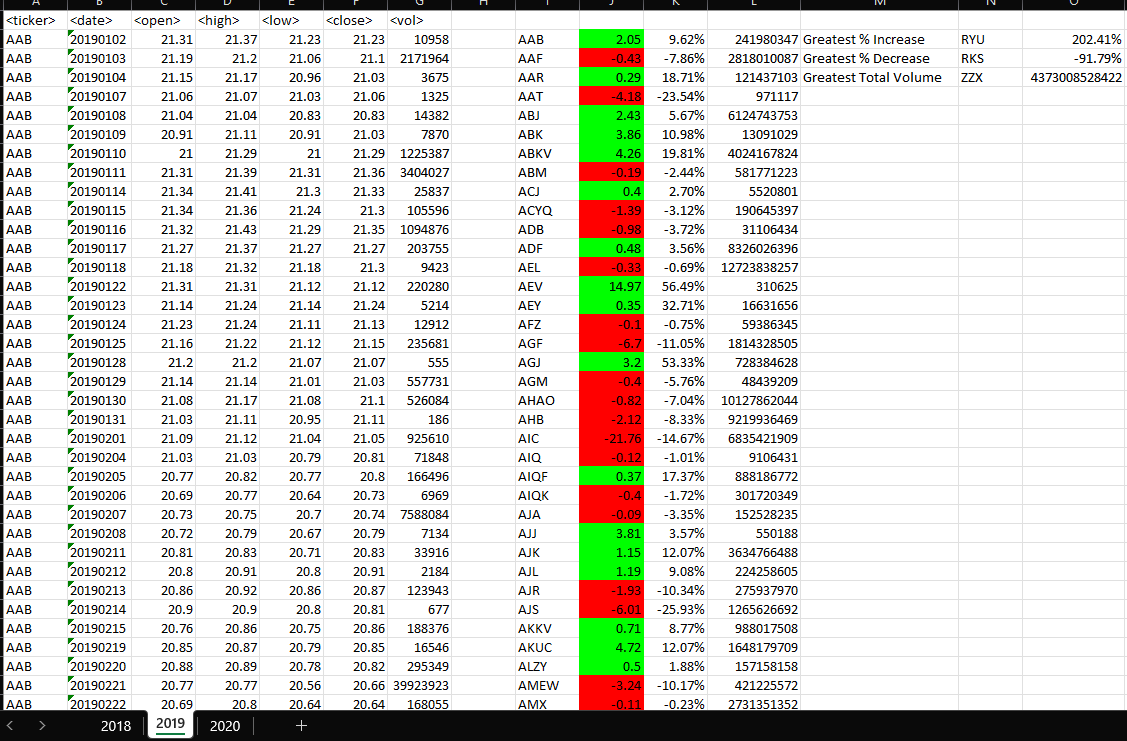 A B C D E F G H I J K L M N O
<ticker> <date> <open> <high> <low> <close> <vol>
AAB 20190102 21.31 21.37 21.23 21.23 10958 AAB 2.05 9.62% 241980347 Greatest % Increase RYU 202.41%
AAB 20190103 21.19 21.2 21.06 21.1 2171964 AAF -0.43 -7.86% 2818010087 Greatest % Decrease RKS -91.79%
AAB 20190104 21.15 21.17 20.96 21.03 3675 AAR 0.29 18.71% 121437103 Greatest Total Volume ZZX 4373008528422
AAB 20190107 21.06 21.07 21.03 21.06 1325 AAT -4.18 -23.54% 971117
AAB 20190108 21.04 21.04 20.83 20.83 14382 ABJ 2.43 5.67% 6124743753
AAB 20190109 20.91 21.11 20.91 21.03 7870 ABK 3.86 10.98% 13091029
AAB 20190110 21 21.29 21 21.29 1225387 ABKV 4.26 19.81% 4024167824
AAB 20190111 21.31 21.39 21.31 21.36 3404027 ABM -0.19 -2.44% 581771223
AAB 20190114 21.34 21.41 21.3 21.33 25837 ACJ 0.4 2.70% 5520801
AAB 20190115 21.34 21.36 21.24 21.3 105596 ACYQ -1.39 -3.12% 190645397
AAB 20190116 21.32 21.43 21.29 21.35 1094876 ADB -0.98 -3.72% 31106434
AAB 20190117 21.27 21.37 21.27 21.27 203755 ADF 0.48 3.56% 8326026396
AAB 20190118 21.18 21.32 21.18 21.3 9423 AEL -0.33 -0.69% 12723838257
AAB 20190122 21.31 21.31 21.12 21.12 220280 AEV 14.97 56.49% 310625
AAB 20190123 21.14 21.24 21.14 21.24 5214 AEY 0.35 32.71% 16631656
AAB 20190124 21.23 21.24 21.11 21.13 12912 AFZ -0.1 -0.75% 59386345
AAB 20190125 21.16 21.22 21.12 21.15 235681 AGF -6.7 -11.05% 1814328505
AAB 20190128 21.2 21.2 21.07 21.07 555 AGJ 3.2 53.33% 728384628
AAB 20190129 21.14 21.14 21.01 21.03 557731 AGM -0.4 -5.76% 48439209
AAB 20190130 21.08 21.17 21.08 21.1 526084 AHAO -0.82 -7.04% 10127862044
AAB 20190131 21.03 21.11 20.95 21.11 186 AHB -2.12 -8.33% 9219936469
AAB 20190201 21.09 21.12 21.04 21.05 925610 AIC -21.76 -14.67% 6835421909
AAB 20190204 21.03 21.03 20.79 20.81 71848 AIQ -0.12 -1.01% 9106431
AAB 20190205 20.77 20.82 20.77 20.8 166496 AIQF 0.37 17.37% 888186772
AAB 20190206 20.69 20.77 20.64 20.73 6969 AIQK -0.4 -1.72% 301720349
AAB 20190207 20.73 20.75 20.7 20.74 7588084 AJA -0.09 -3.35% 152528235
AAB 20190208 20.72 20.79 20.67 20.79 7134 AJJ 3.81 3.57% 550188
AAB 20190211 20.81 20.83 20.71 20.83 33916 AJK 1.15 12.07% 3634766488
AAB 20190212 20.8 20.91 20.8 20.91 2184 AJL 1.19 9.08% 224258605
AAB 20190213 20.86 20.92 20.86 20.87 123943 AJR -1.93 -10.34% 275937970
AAB 20190214 20.9 20.9 20.8 20.81 677 AJS -6.01 -25.93% 1265626692
AAB 20190215 20.76 20.86 20.75 20.86 188376 AKKV 0.71 8.77% 988017508
AAB 20190219 20.85 20.87 20.79 20.85 16546 AKUC 4.72 12.07% 1648179709
AAB 20190220 20.88 20.89 20.78 20.82 295349 ALZY 0.5 1.88% 157158158
AAB 20190221 20.77 20.77 20.56 20.66 39923923 AMEW -3.24 -10.17% 421225572
AAB 20190222 20.69 20.8 20.64 20.64 168055 AMX -0.11 -0.23% 2731351352
2018 2019 2020 +